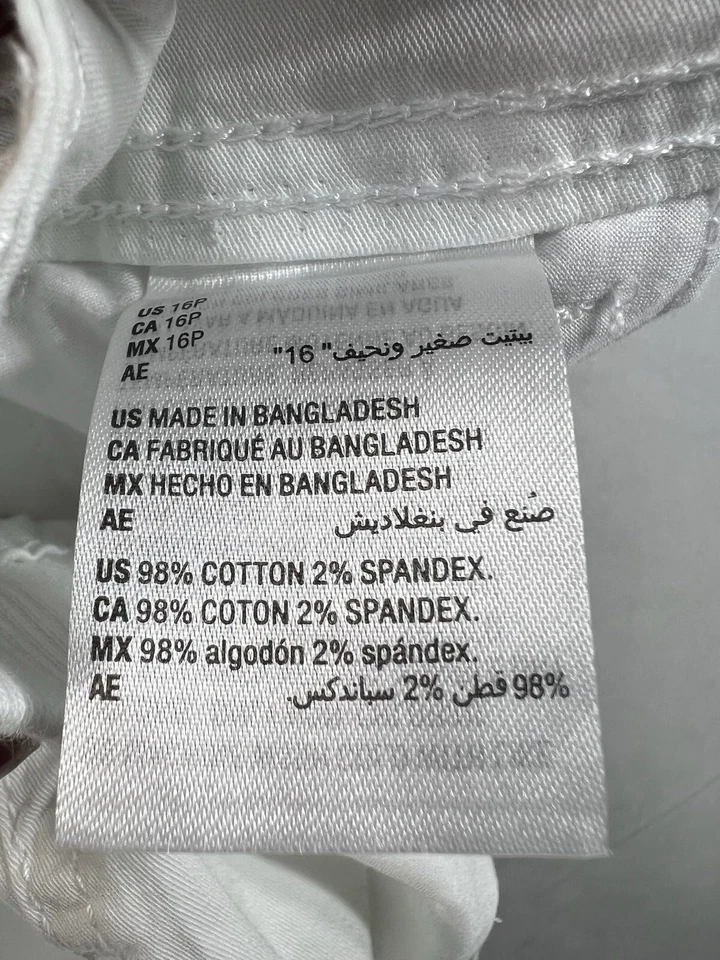 US 16P
CA 16P
MX 16P
AE بيتيت صغير ونحيف "16"
US MADE IN BANGLADESH
CA FABRIQUÉ AU BANGLADESH
MX HECHO EN BANGLADESH
AE صُنع في بنغلاديش
US 98% COTTON 2% SPANDEX.
CA 98% COTON 2% SPANDEX.
MX 98% algodón 2% spándex.
AE 98% قطن 2% سباندكس.